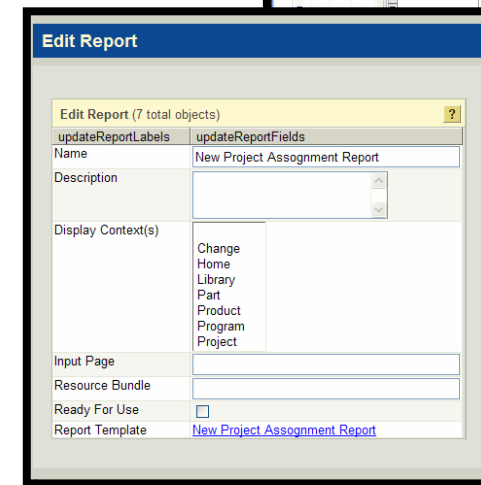 Edit Report
Edit Report (7 total objects) ?
updateReportLabels updateReportFields
Name New Project Assognment Report
Description
Display Context(s)
Change
Home
Library
Part
Product
Program
Project
Input Page
Resource Bundle
Ready For Use
Report Template New Project Assognment Report